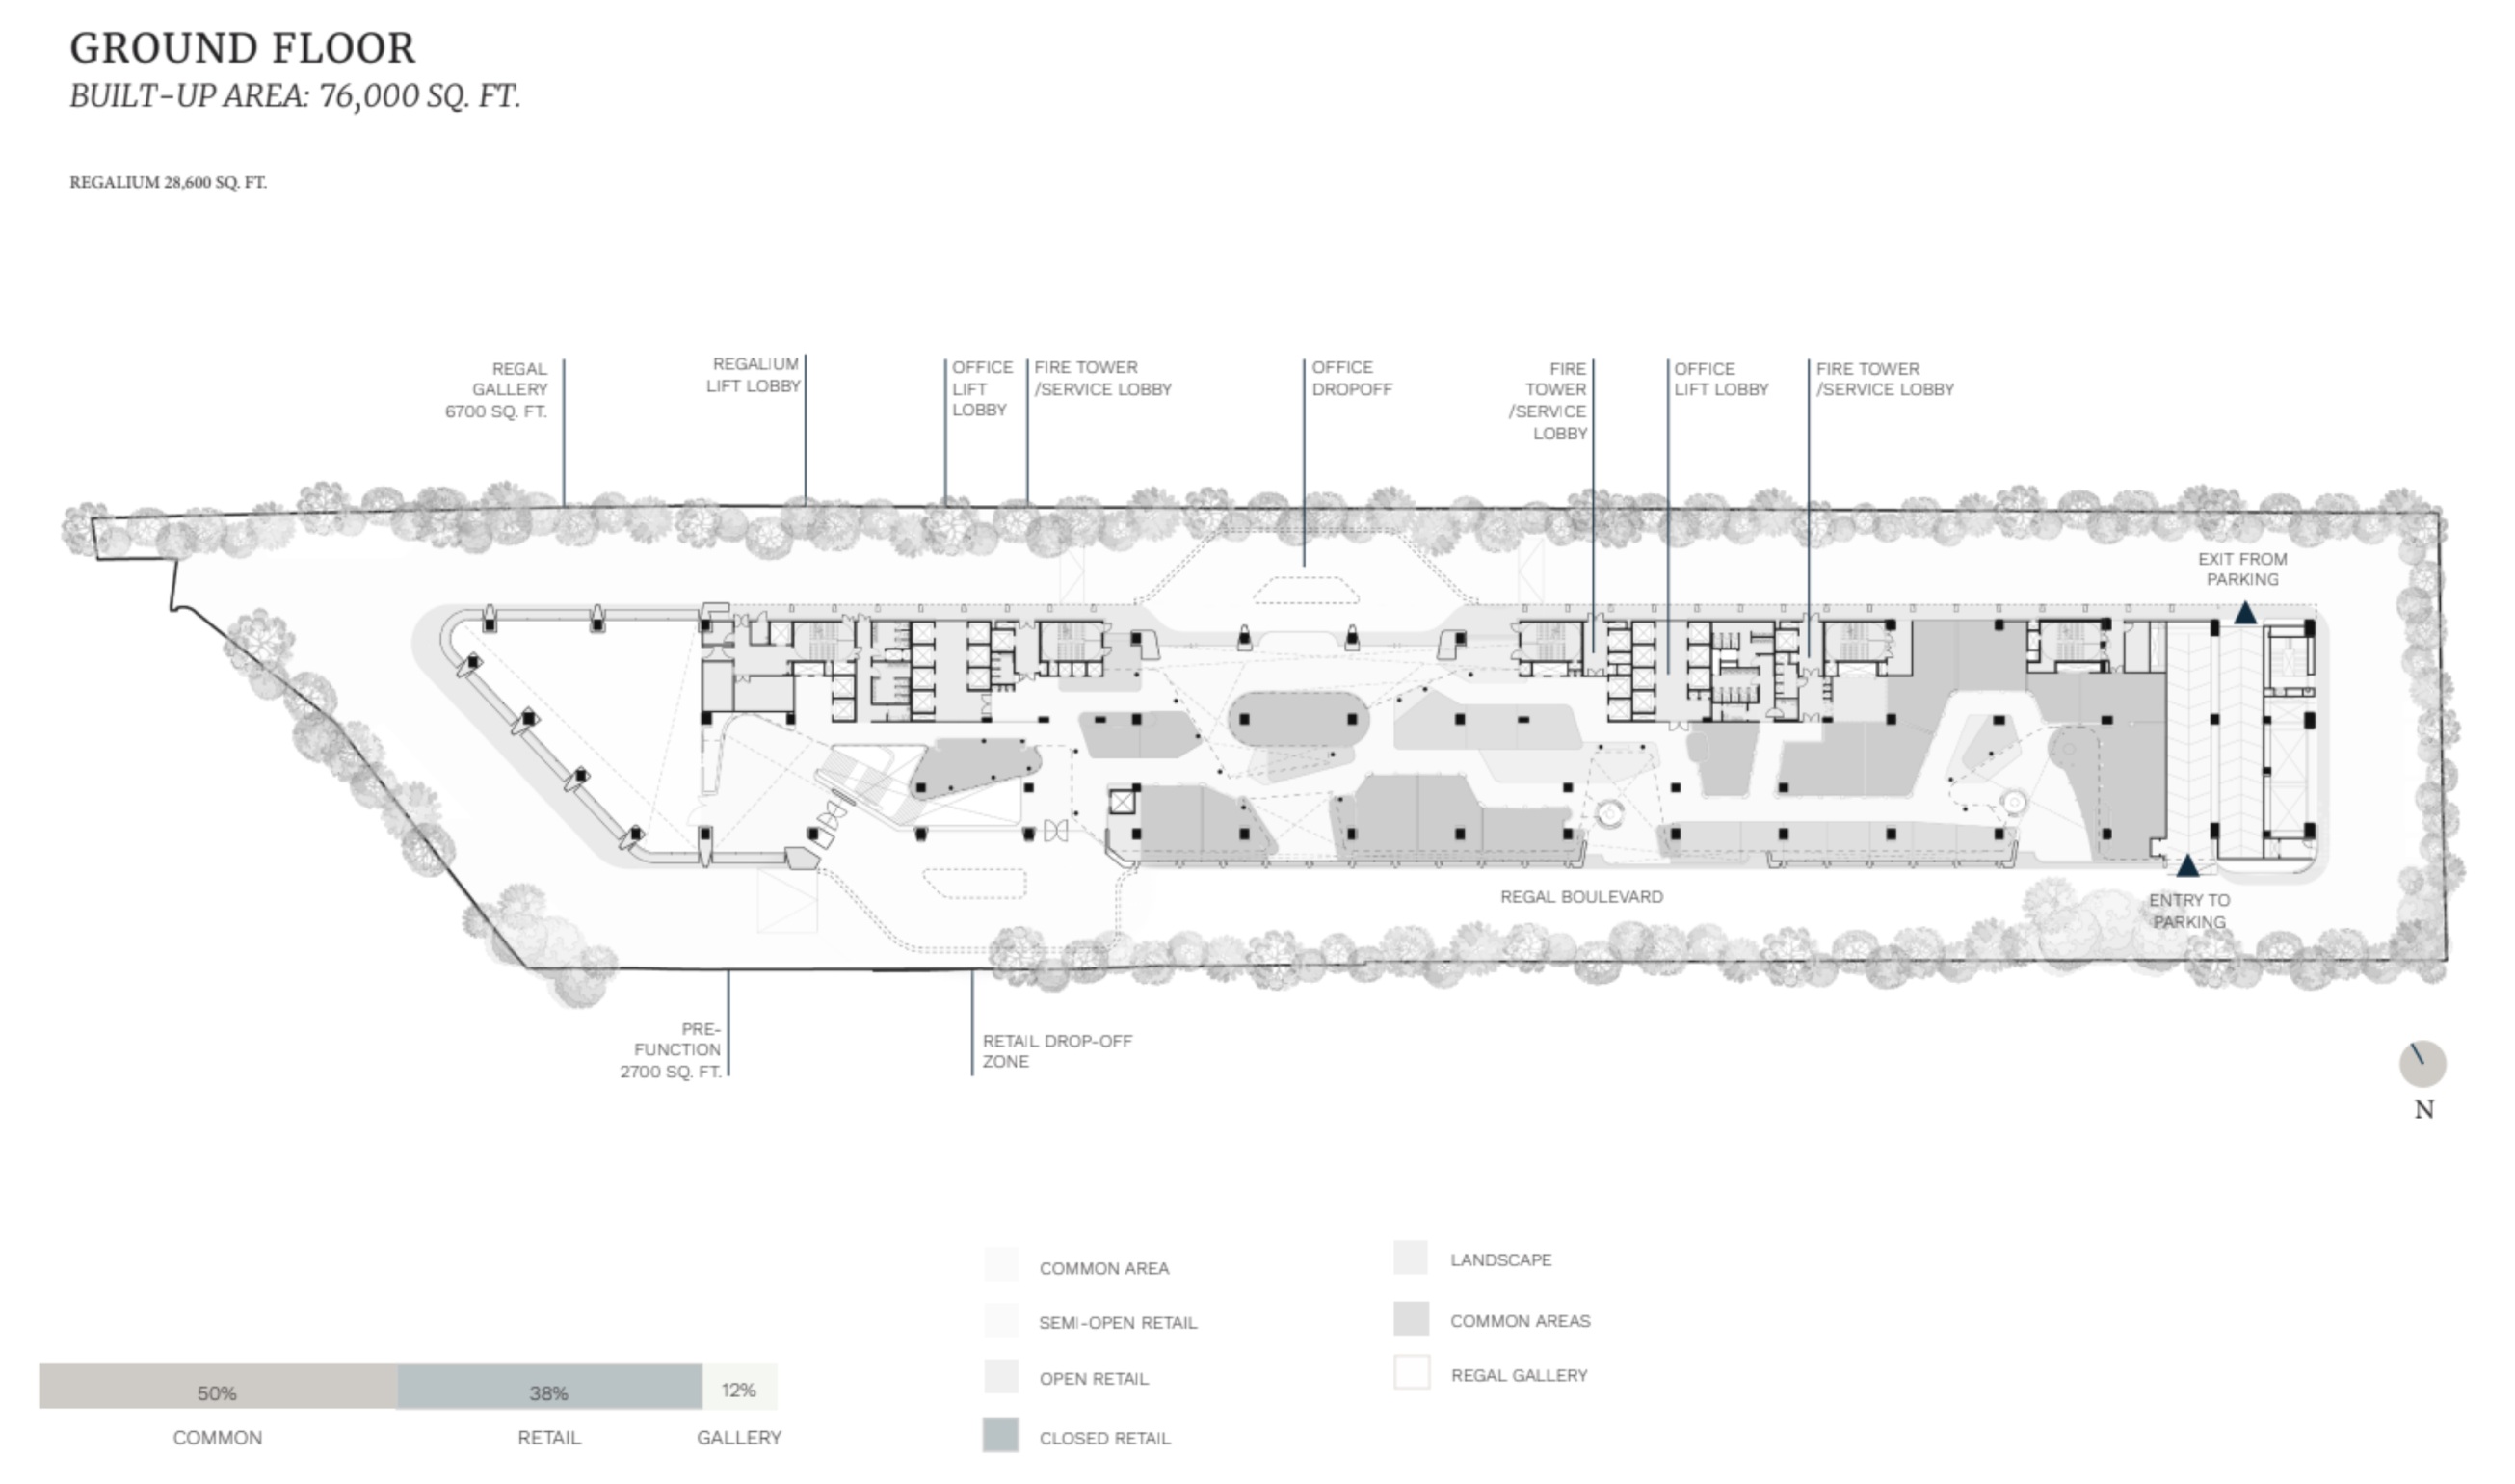 GROUND FLOOR
BUILT-UP AREA: 76,000 SQ. FT.
REGALIUM 28,600 SQ. FT.
REGAL
GALLERY
6700 SQ. FT.
REGALIUM
LIFT LOBBY
OFFICE
LIFT
LOBBY
FIRE TOWER
/SERVICE LOBBY
OFFICE
DROPOFF
FIRE
TOWER
/SERVICE
LOBBY
OFFICE
LIFT LOBBY
FIRE TOWER
/SERVICE LOBBY
EXIT FROM
PARKING
REGAL BOULEVARD
ENTRY TO
PARKING
PRE-
FUNCTION
2700 SQ. FT.
RETAIL DROP-OFF
ZONE
N
COMMON AREA
SEMI-OPEN RETAIL
OPEN RETAIL
CLOSED RETAIL
LANDSCAPE
COMMON AREAS
REGAL GALLERY
50%
38%
12%
COMMON
RETAIL
GALLERY